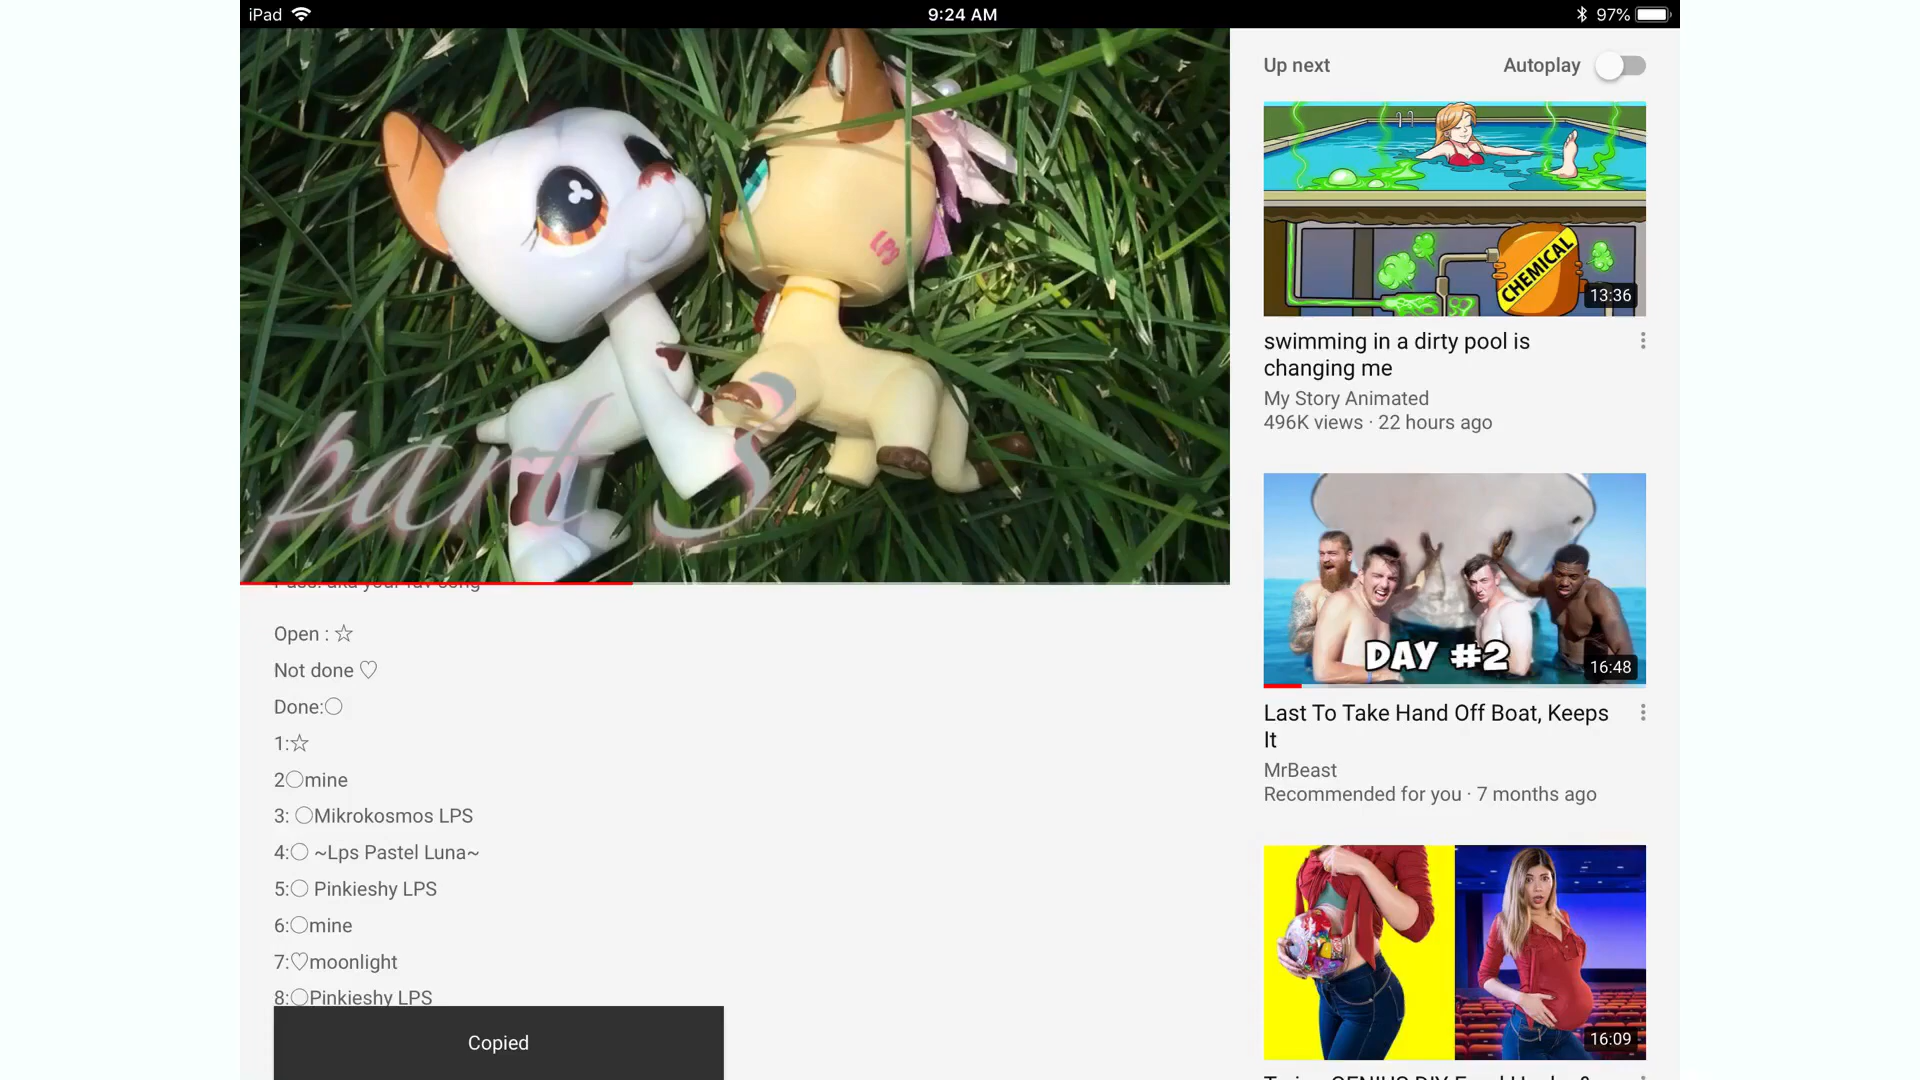 iPad
9:24 AM
97%
LPS
part 3
Open : ☆
Not done ♡
Done:○
1:☆
2○mine
3: ○Mikrokosmos LPS
4:○ ~Lps Pastel Luna~
5:○ Pinkieshy LPS
6:○mine
7:♡moonlight
8:○Pinkieshy LPS
Copied
Up next
Autoplay
CHEMICAL
13:36
swimming in a dirty pool is
changing me
My Story Animated
496K views · 22 hours ago
DAY #2
16:48
Last To Take Hand Off Boat, Keeps
It
MrBeast
Recommended for you · 7 months ago
16:09